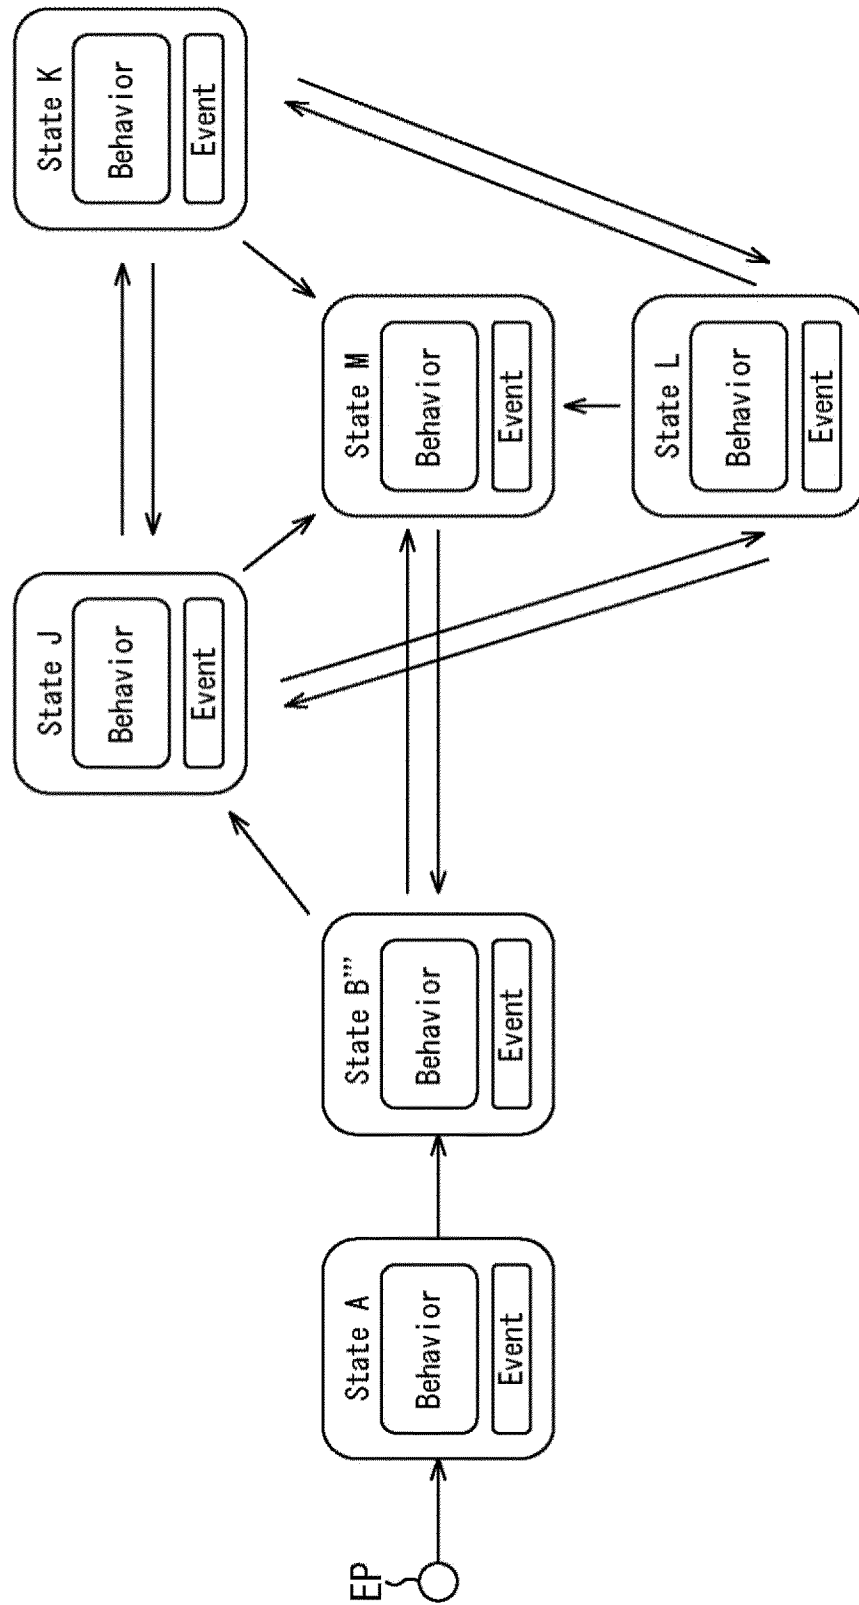 EP
State A
Behavior
Event
State B'''
Behavior
Event
State J
Behavior
Event
State K
Behavior
Event
State M
Behavior
Event
State L
Behavior
Event